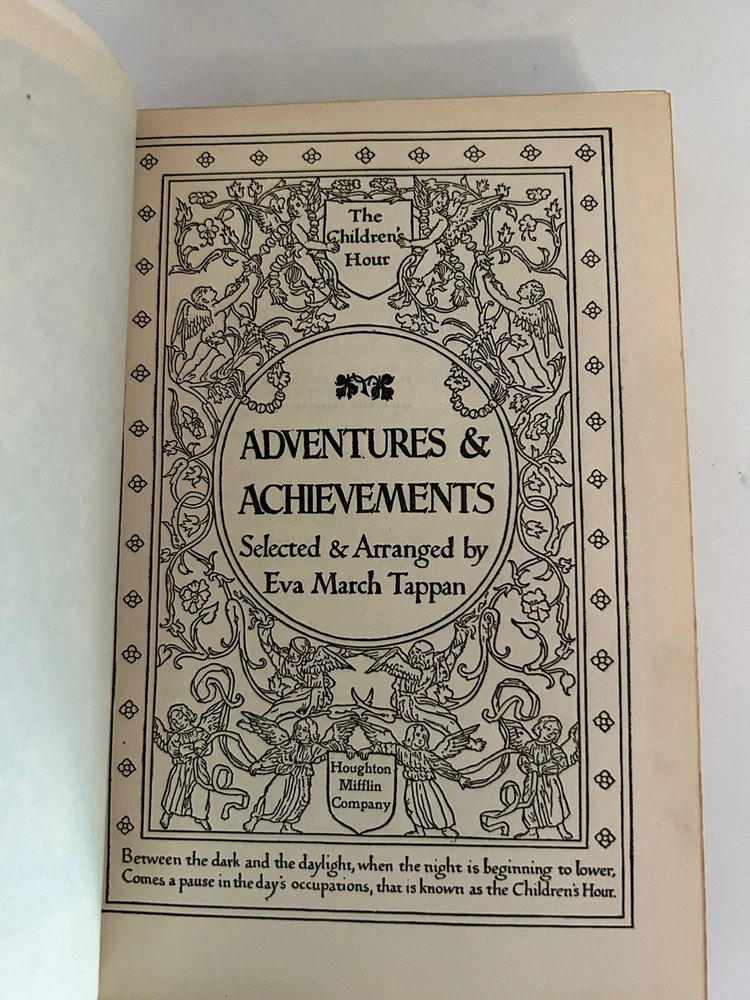 The
Children's
Hour
ADVENTURES &
ACHIEVEMENTS
Selected & Arranged by
Eva March Tappan
Houghton
Mifflin
Company
Between the dark and the daylight, when the night is beginning to lower,
Comes a pause in the day's occupations, that is known as the Children's Hour.